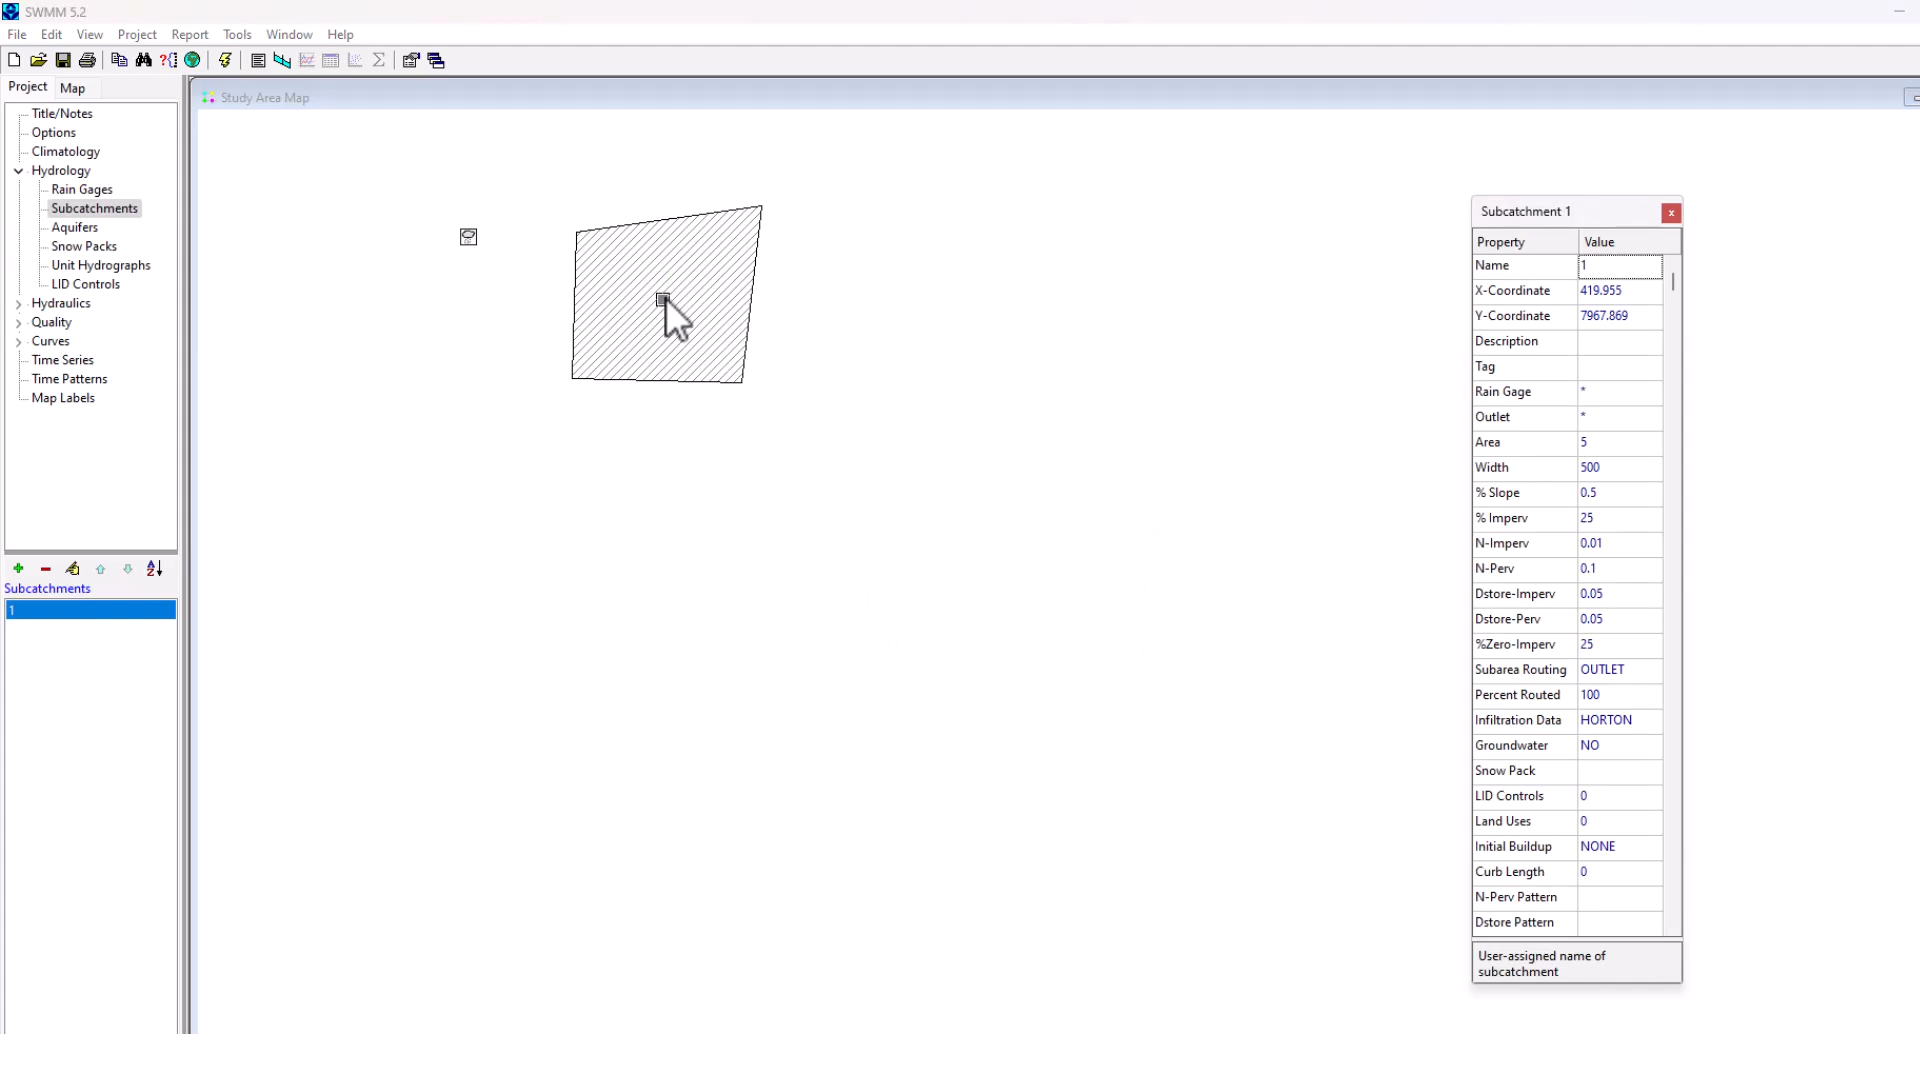 SWMM 5.2
File Edit View Project Report Tools Window Help
Project Map
Study Area Map
Title/Notes
Options
Climatology
Hydrology
Rain Gages
Subcatchments
Aquifers
Snow Packs
Unit Hydrographs
LID Controls
Hydraulics
Quality
Curves
Time Series
Time Patterns
Map Labels
Subcatchments
1
Subcatchment 1
Property Value
Name 1
X-Coordinate 419.955
Y-Coordinate 7967.869
Description
Tag
Rain Gage *
Outlet *
Area 5
Width 500
% Slope 0.5
% Imperv 25
N-Imperv 0.01
N-Perv 0.1
Dstore-Imperv 0.05
Dstore-Perv 0.05
%Zero-Imperv 25
Subarea Routing OUTLET
Percent Routed 100
Infiltration Data HORTON
Groundwater NO
Snow Pack
LID Controls 0
Land Uses 0
Initial Buildup NONE
Curb Length 0
N-Perv Pattern
Dstore Pattern
User-assigned name of
subcatchment